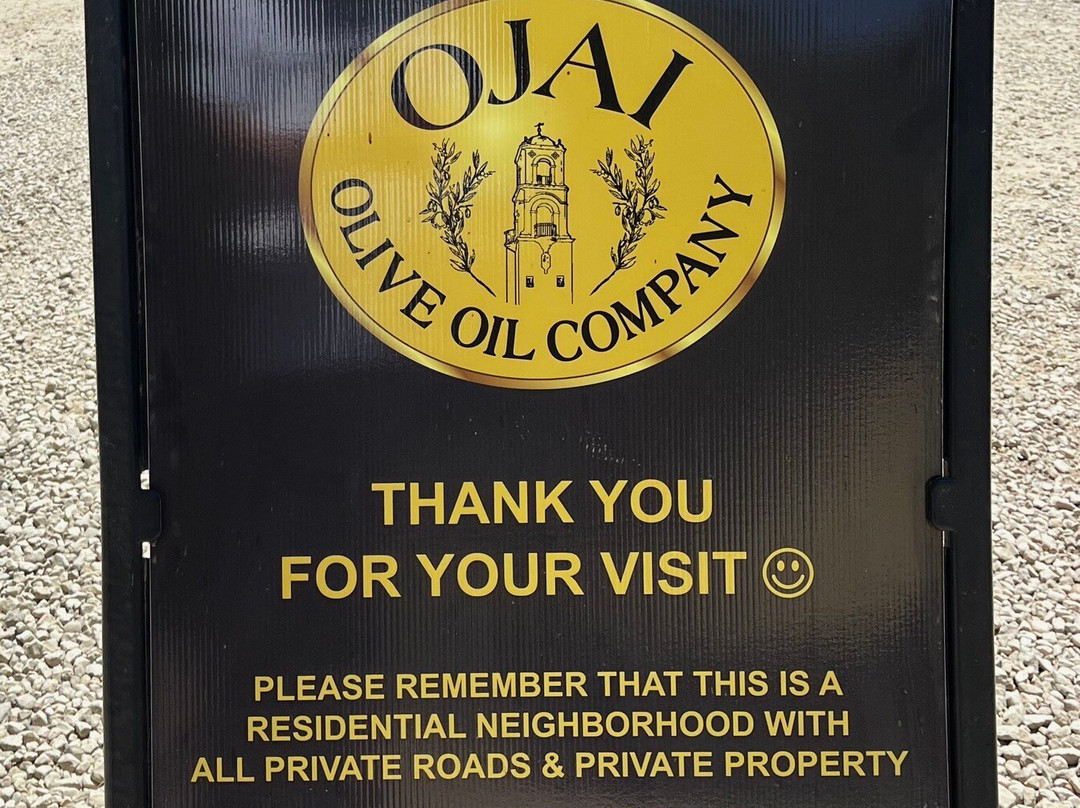 OJAI
OLIVE OIL COMPANY
THANK YOU
FOR YOUR VISIT ☺
PLEASE REMEMBER THAT THIS IS A
RESIDENTIAL NEIGHBORHOOD WITH
ALL PRIVATE ROADS & PRIVATE PROPERTY